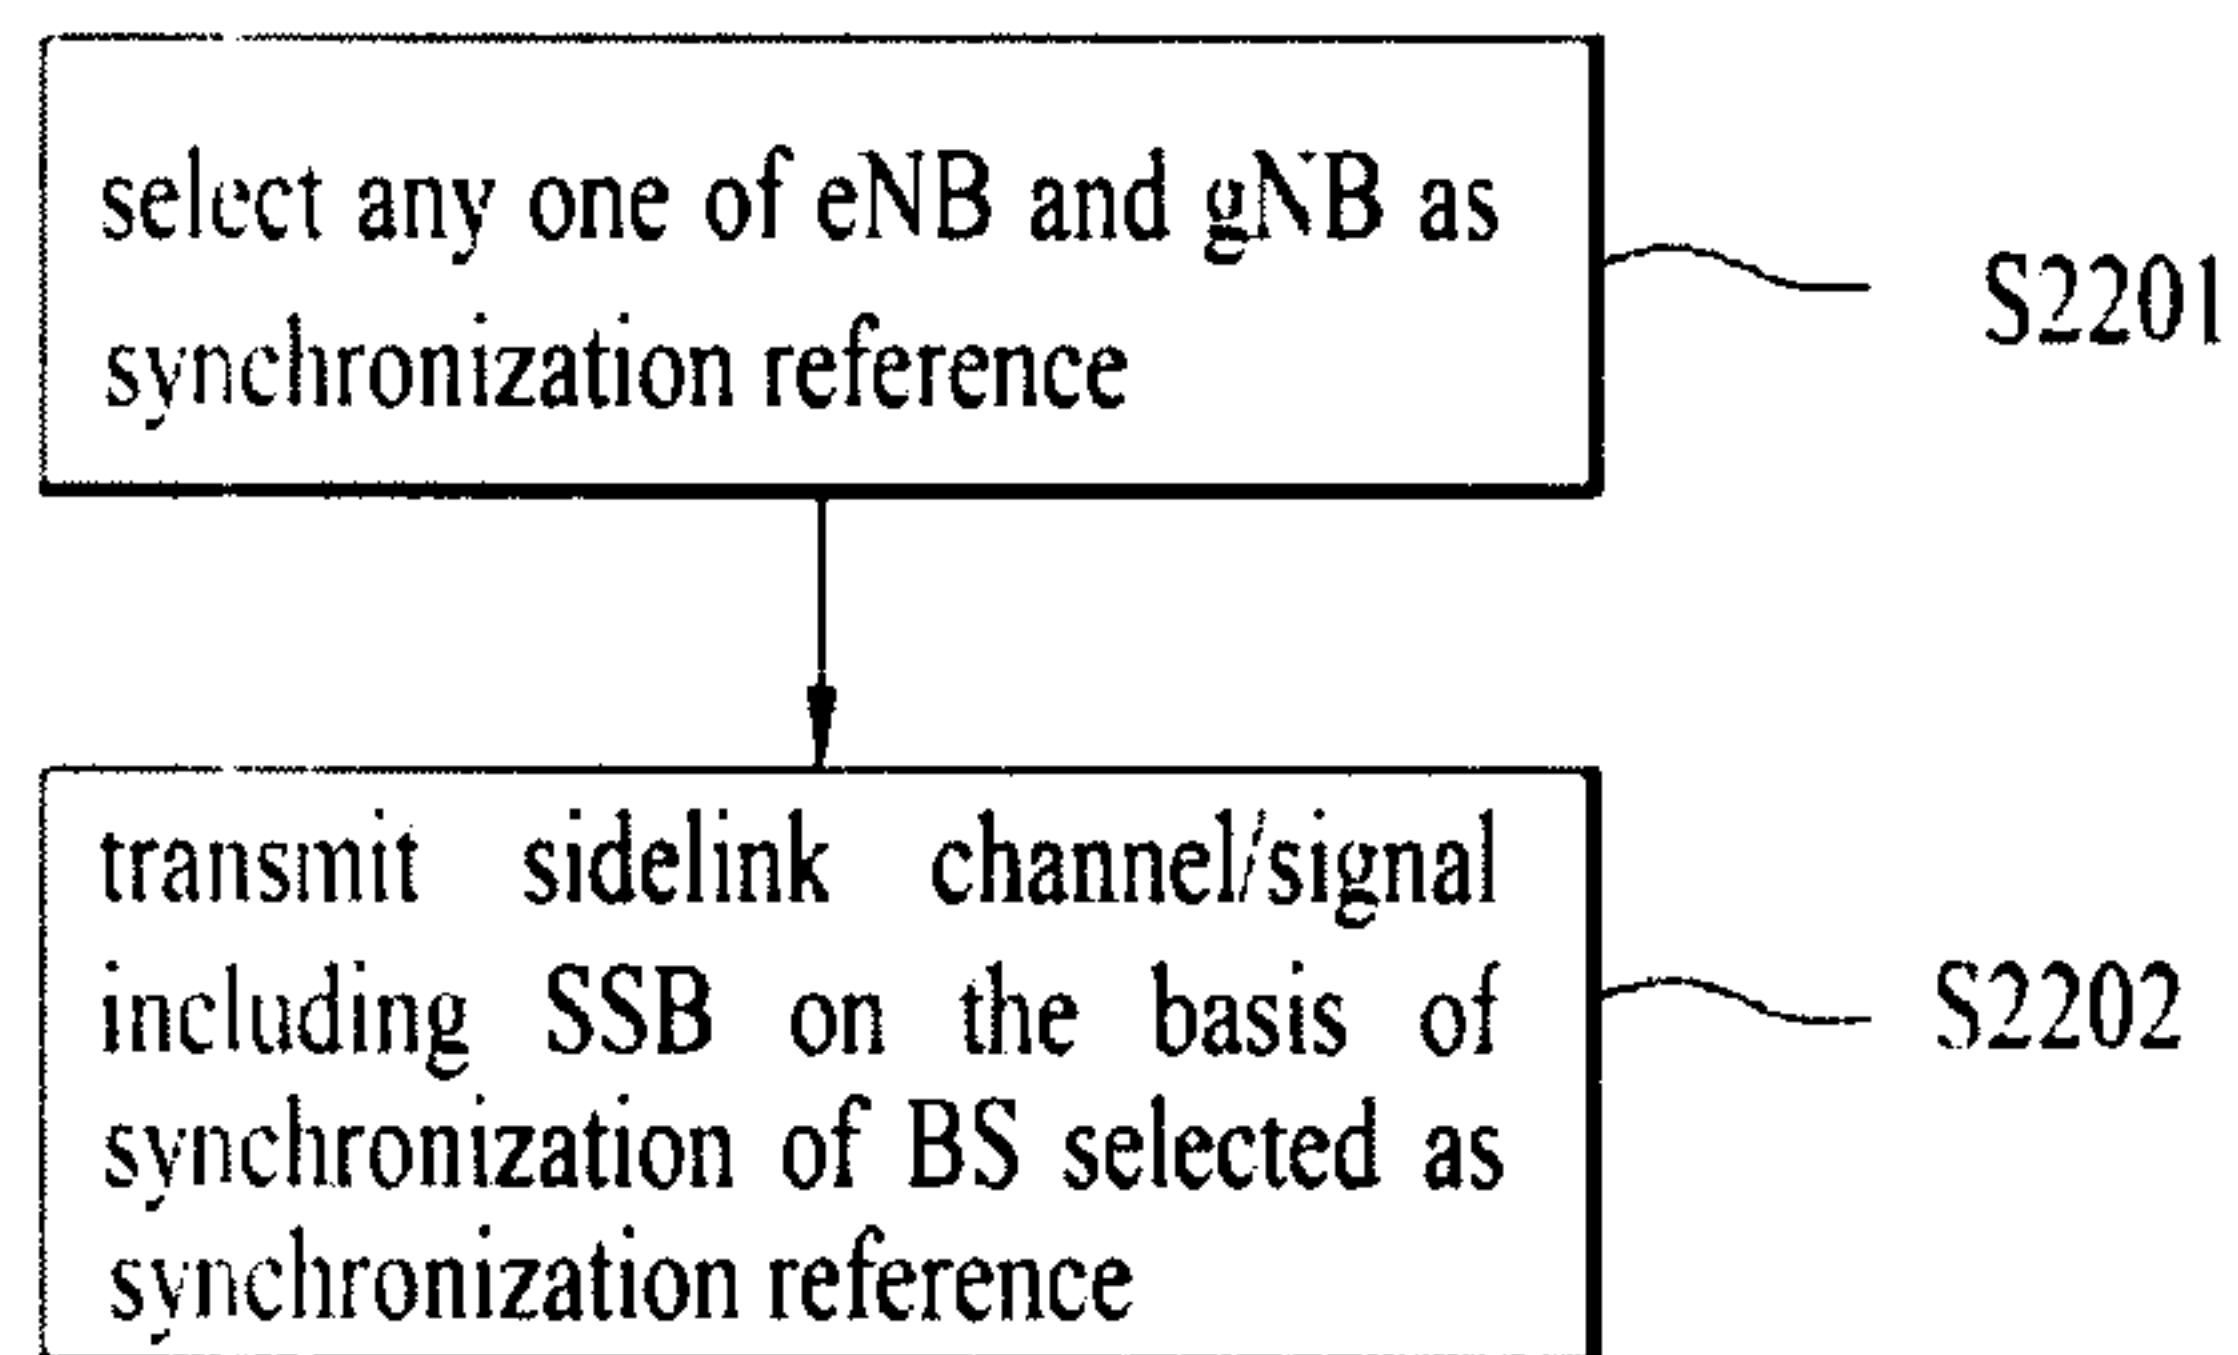 select any one of eNB and gNB as
synchronization reference
S2201
transmit sidelink channel/signal
including SSB on the basis of
synchronization of BS selected as
synchronization reference
S2202